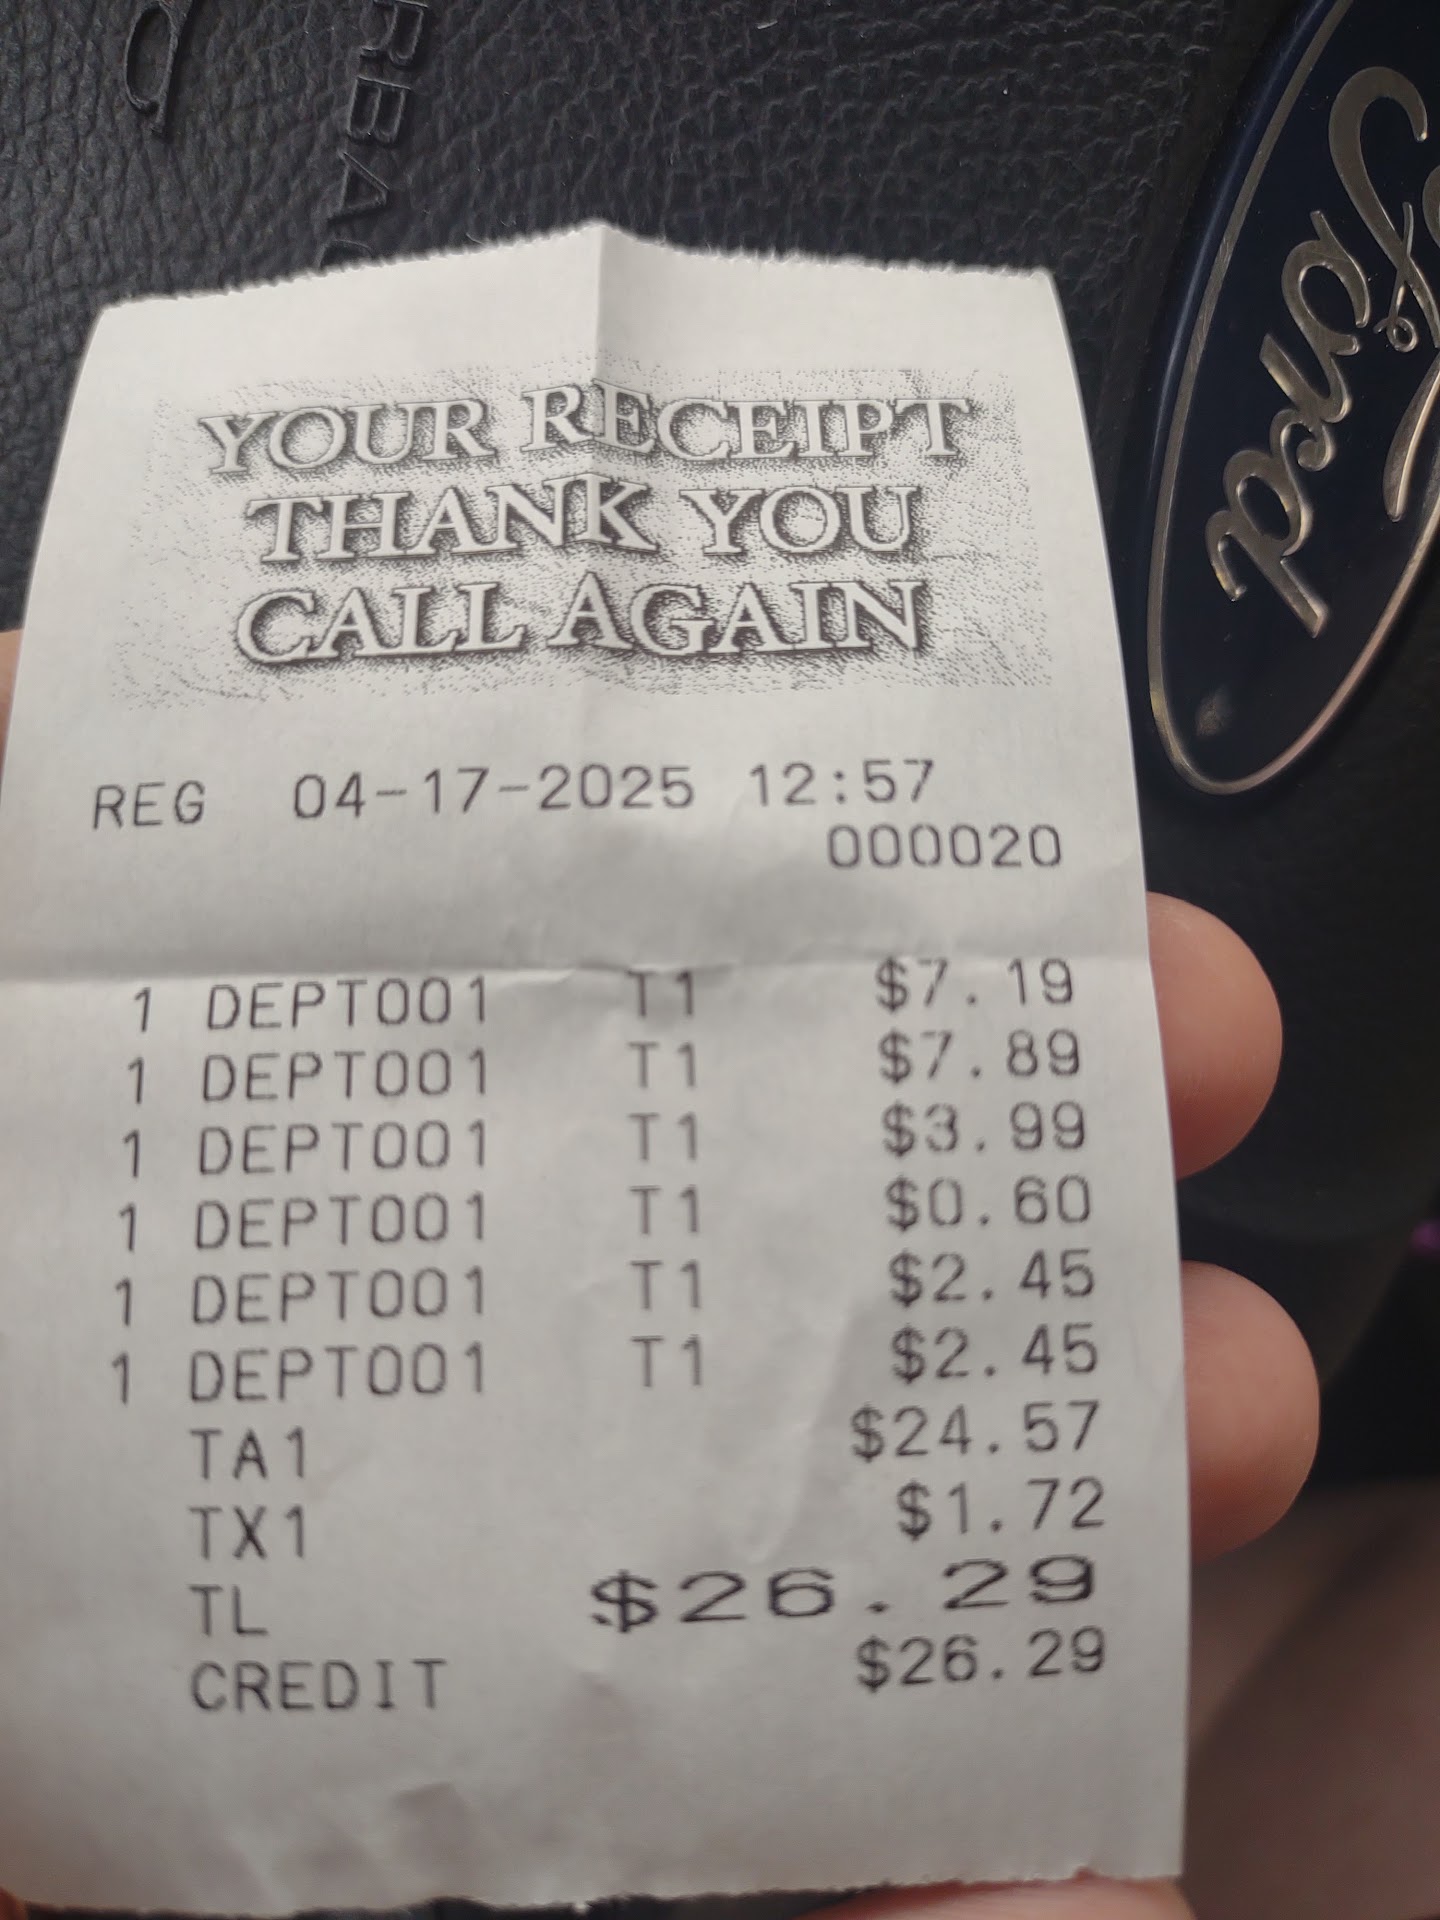 YOUR RECEIPT
THANK YOU
CALL AGAIN
REG 04-17-2025 12:57
000020
1 DEPT001 T1 $7.19
1 DEPT001 T1 $7.89
1 DEPT001 T1 $3.99
1 DEPT001 T1 $0.60
1 DEPT001 T1 $2.45
1 DEPT001 T1 $2.45
TA1 $24.57
TX1 $1.72
TL $26.29
CREDIT $26.29
Ford